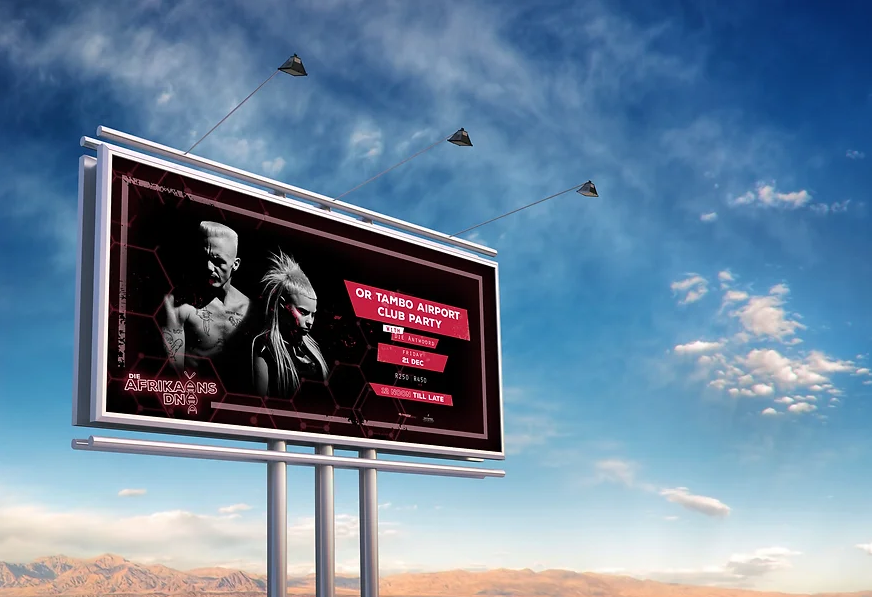 OR TAMBO AIRPORT
CLUB PARTY
WITH
DIE ANTWOORD
FRIDAY
21 DEC
R250 R450
12 NOON TILL LATE
DIE
AFRIKAANS
DNA